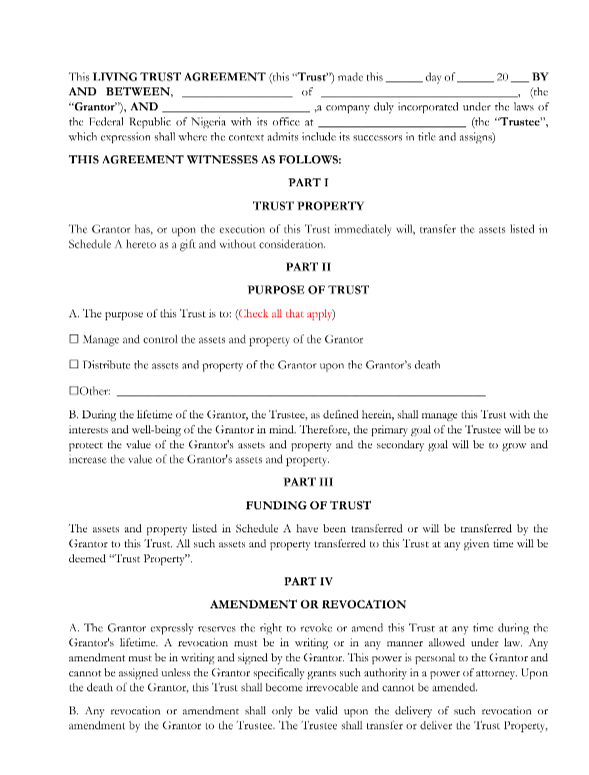 This LIVING TRUST AGREEMENT (this “Trust”) made this ______ day of ______ 20 ___ BY
AND BETWEEN, __________________ of ________________________________, (the
“Grantor”), AND ________________________ ,a company duly incorporated under the laws of
the Federal Republic of Nigeria with its office at ________________________ (the “Trustee”,
which expression shall where the context admits include its successors in title and assigns)
THIS AGREEMENT WITNESSES AS FOLLOWS:
PART I
TRUST PROPERTY
The Grantor has, or upon the execution of this Trust immediately will, transfer the assets listed in
Schedule A hereto as a gift and without consideration.
PART II
PURPOSE OF TRUST
A. The purpose of this Trust is to: (Check all that apply)
☐ Manage and control the assets and property of the Grantor
☐ Distribute the assets and property of the Grantor upon the Grantor’s death
☐Other: ____________________________________________________________
B. During the lifetime of the Grantor, the Trustee, as defined herein, shall manage this Trust with the
interests and well-being of the Grantor in mind. Therefore, the primary goal of the Trustee will be to
protect the value of the Grantor's assets and property and the secondary goal will be to grow and
increase the value of the Grantor's assets and property.
PART III
FUNDING OF TRUST
The assets and property listed in Schedule A have been transferred or will be transferred by the
Grantor to this Trust. All such assets and property transferred to this Trust at any given time will be
deemed “Trust Property”.
PART IV
AMENDMENT OR REVOCATION
A. The Grantor expressly reserves the right to revoke or amend this Trust at any time during the
Grantor's lifetime. A revocation must be in writing or in any manner allowed under law. Any
amendment must be in writing and signed by the Grantor. This power is personal to the Grantor and
cannot be assigned unless the Grantor specifically grants such authority in a power of attorney. Upon
the death of the Grantor, this Trust shall become irrevocable and cannot be amended.
B. Any revocation or amendment shall only be valid upon the delivery of such revocation or
amendment by the Grantor to the Trustee. The Trustee shall transfer or deliver the Trust Property,